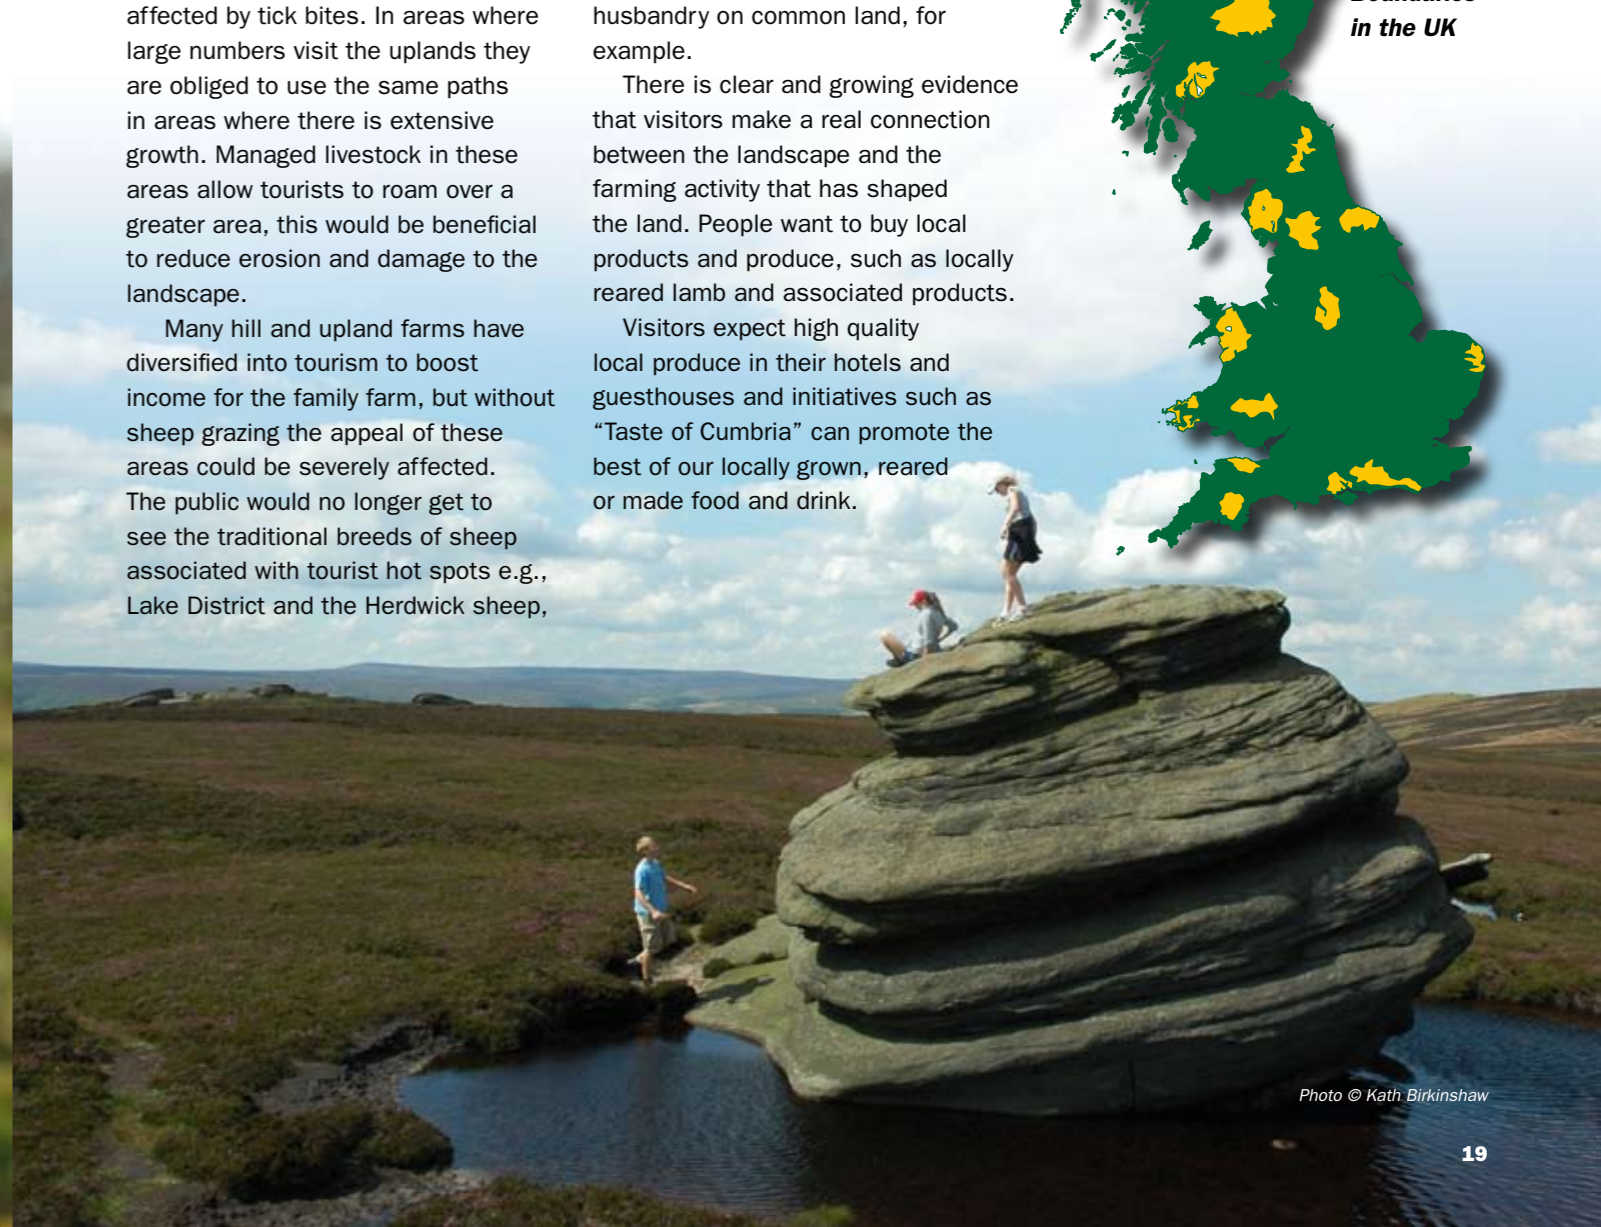 affected by tick bites. In areas where
large numbers visit the uplands they
are obliged to use the same paths
in areas where there is extensive
growth. Managed livestock in these
areas allow tourists to roam over a
greater area, this would be beneficial
to reduce erosion and damage to the
landscape.
Many hill and upland farms have
diversified into tourism to boost
income for the family farm, but without
sheep grazing the appeal of these
areas could be severely affected.
The public would no longer get to
see the traditional breeds of sheep
associated with tourist hot spots e.g.,
Lake District and the Herdwick sheep,
husbandry on common land, for
example.
There is clear and growing evidence
that visitors make a real connection
between the landscape and the
farming activity that has shaped
the land. People want to buy local
products and produce, such as locally
reared lamb and associated products.
Visitors expect high quality
local produce in their hotels and
guesthouses and initiatives such as
“Taste of Cumbria” can promote the
best of our locally grown, reared
or made food and drink.
in the UK
Photo © Kath Birkinshaw
19